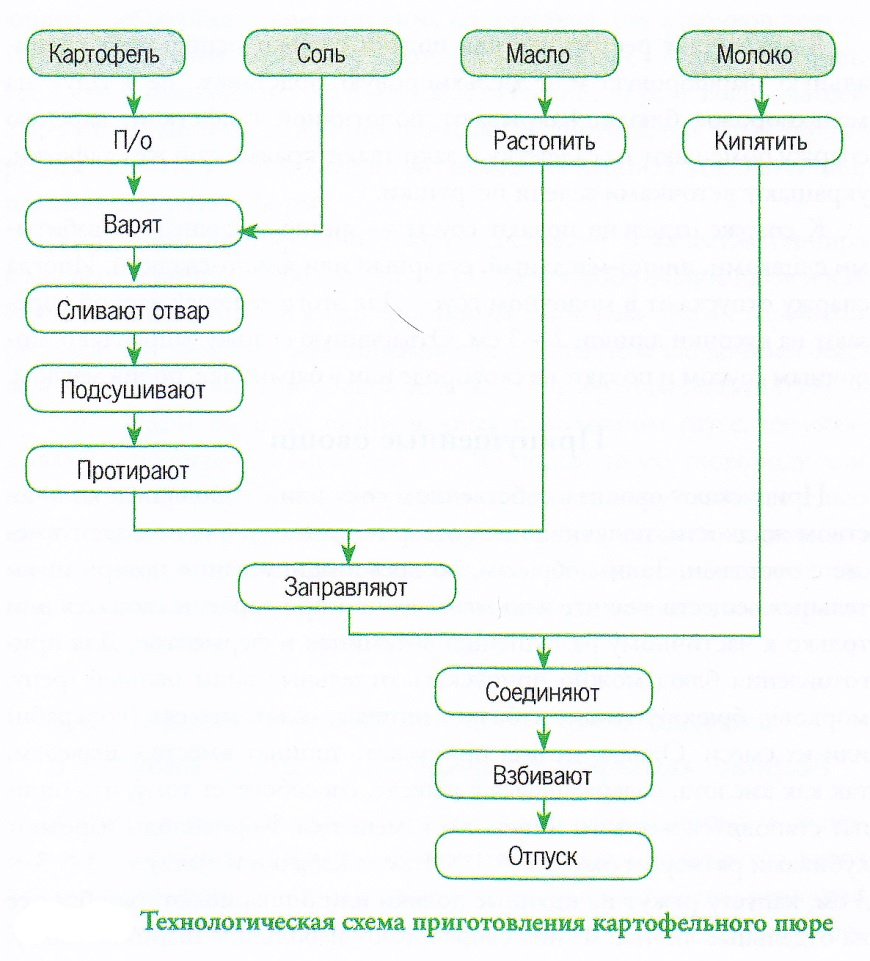 Картофель
Соль
Масло
Молоко
П/о
Растопить
Кипятить
Варят
Сливают отвар
Подсушивают
Протирают
Заправляют
Соединяют
Взбивают
Отпуск
Технологическая схема приготовления картофельного пюре